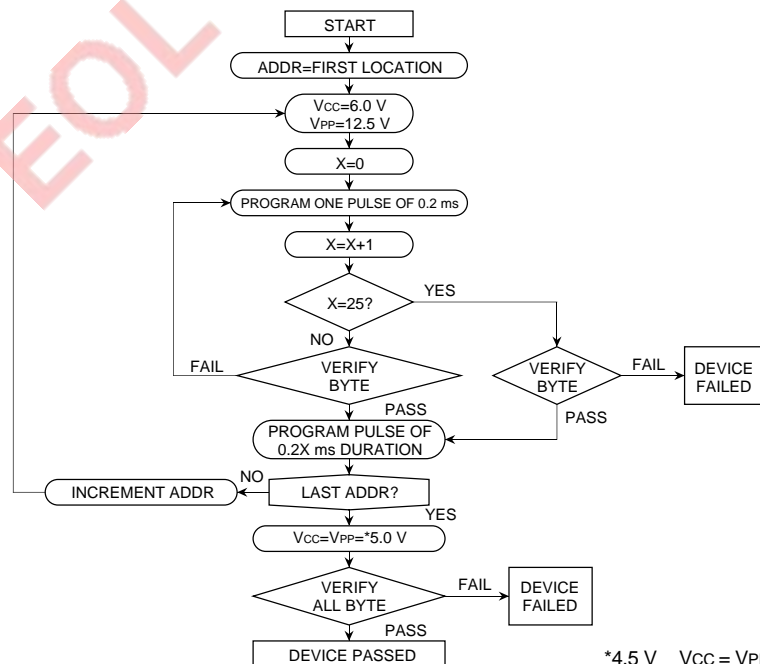 EOL
START
ADDR=FIRST LOCATION
VCC=6.0 V
VPP=12.5 V
X=0
PROGRAM ONE PULSE OF 0.2 ms
X=X+1
X=25?
YES
NO
FAIL
VERIFY
BYTE
PASS
VERIFY
BYTE
FAIL
DEVICE
FAILED
PASS
PROGRAM PULSE OF
0.2X ms DURATION
INCREMENT ADDR
NO
LAST ADDR?
YES
VCC=VPP=*5.0 V
VERIFY
ALL BYTE
FAIL
DEVICE
FAILED
PASS
DEVICE PASSED
*4.5 V VCC =